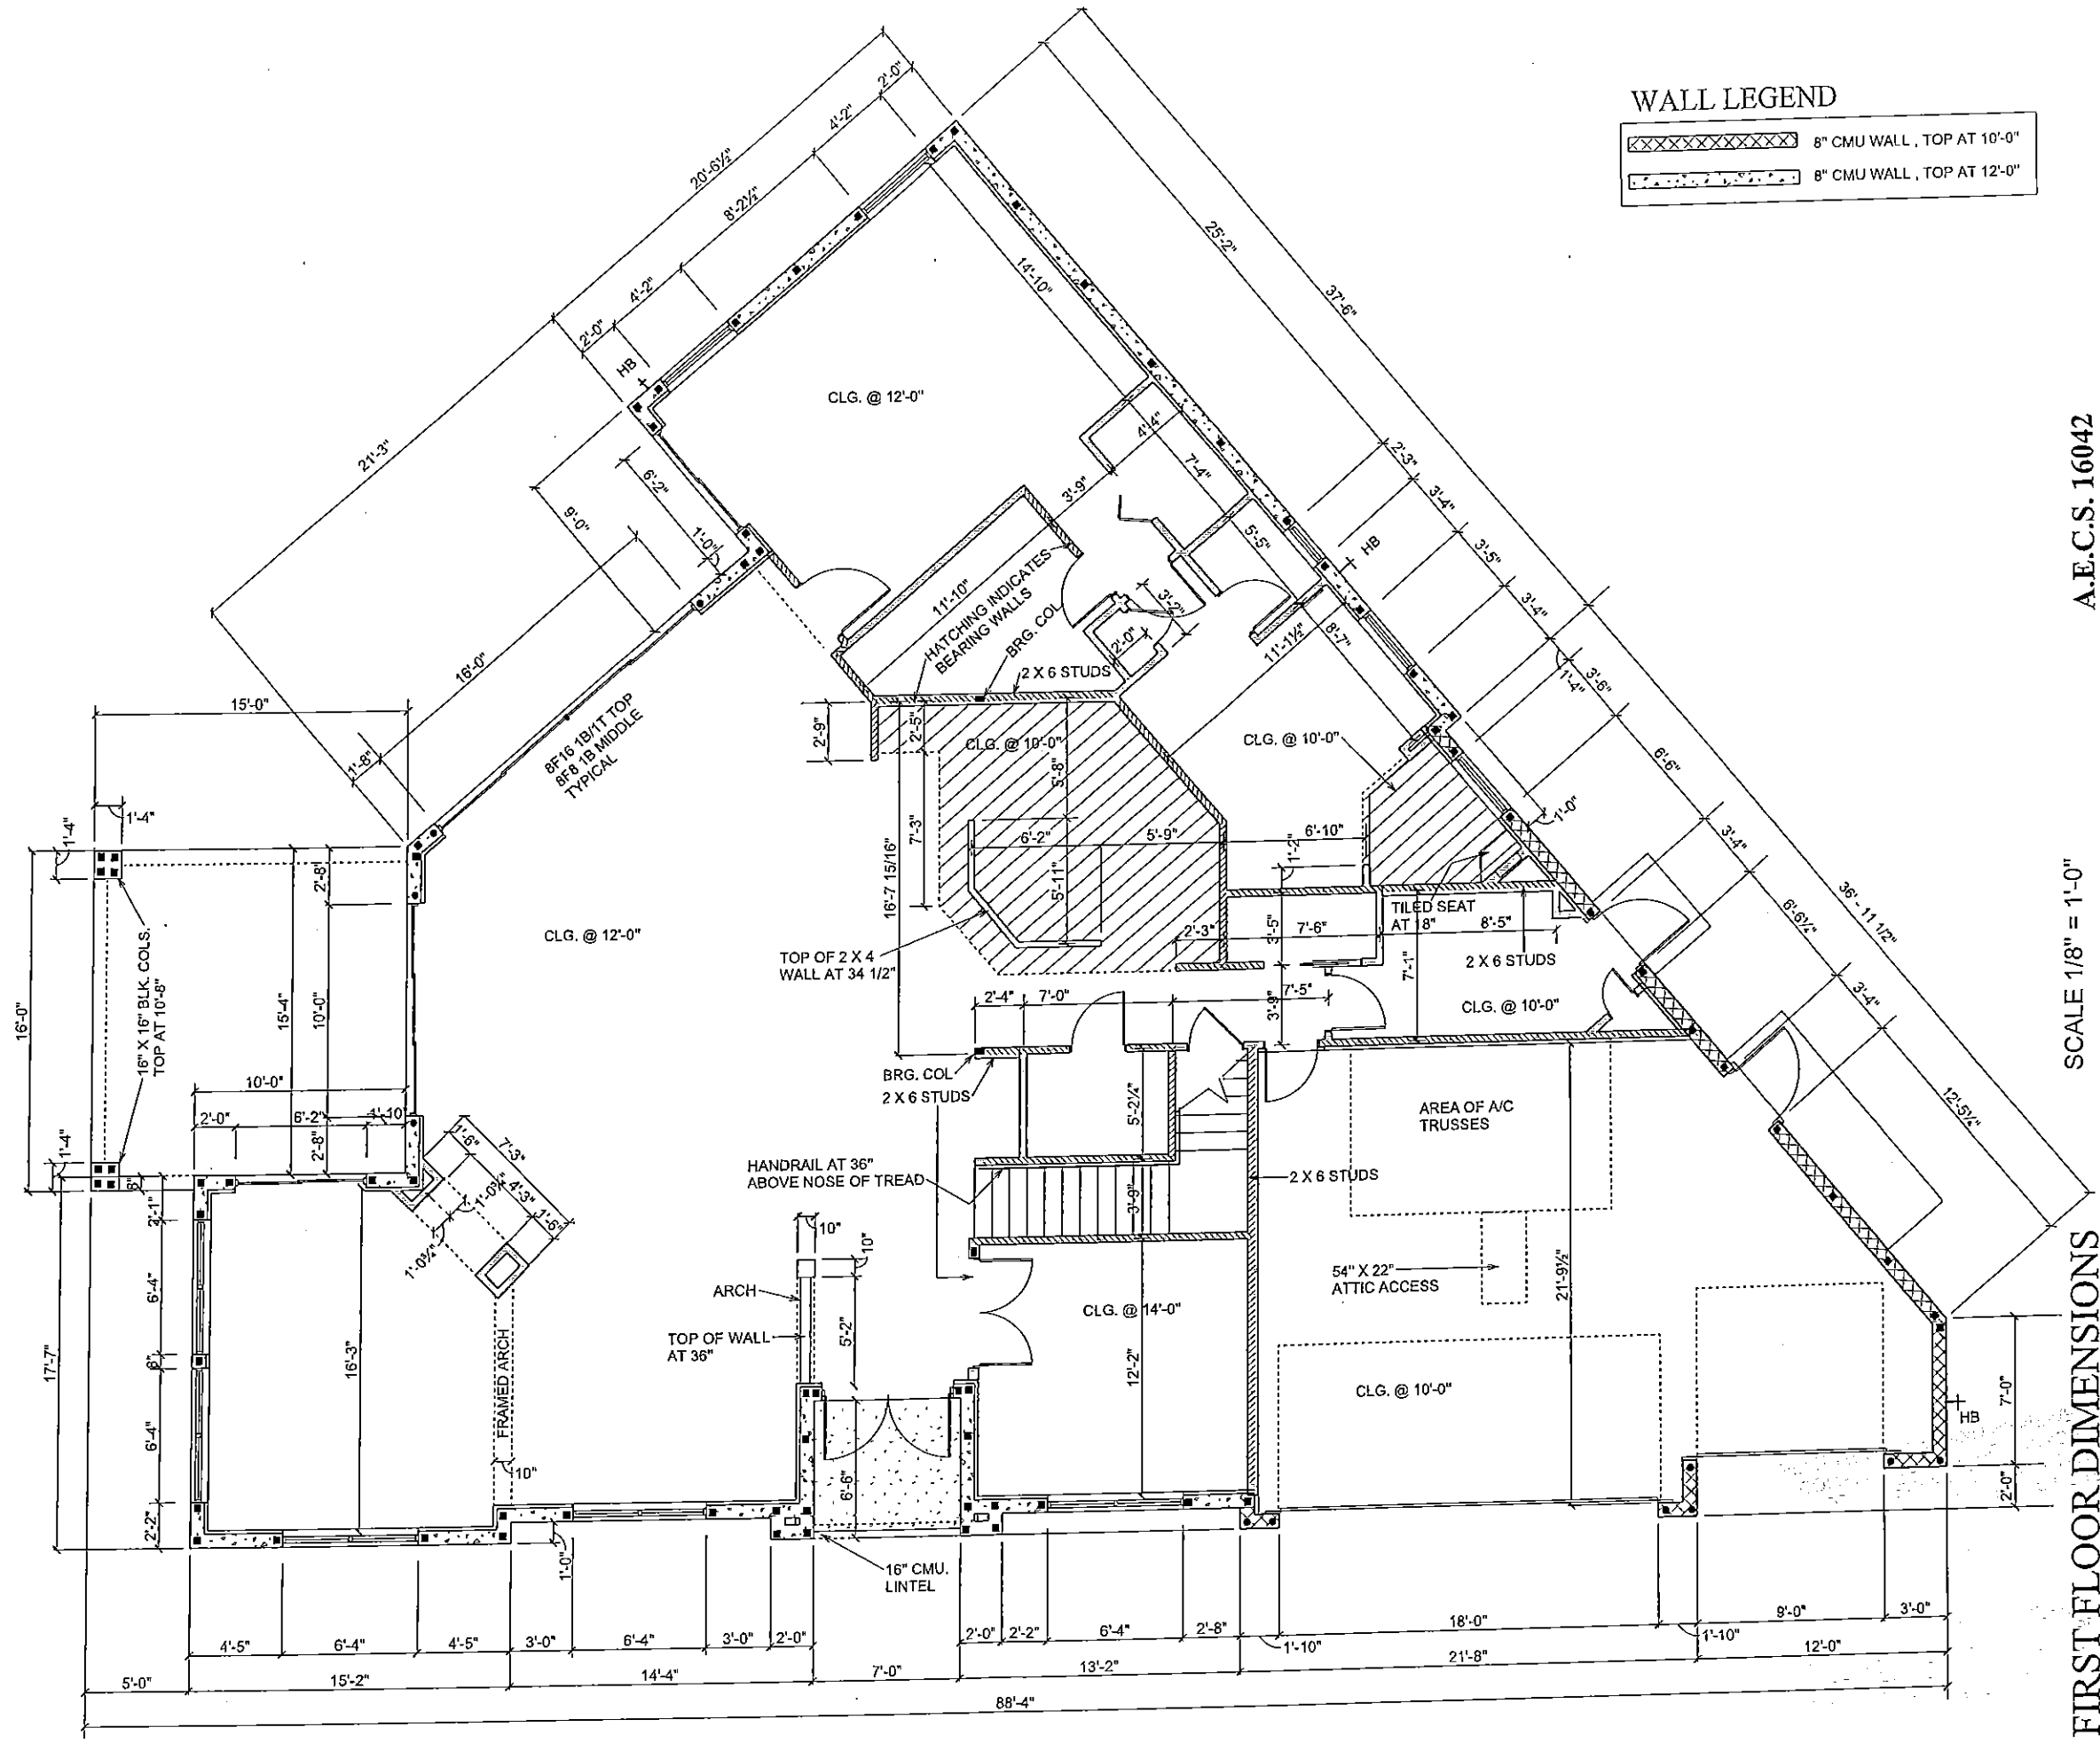 WALL LEGEND
8" CMU WALL , TOP AT 10'-0"
8" CMU WALL , TOP AT 12'-0"
20'-6½"
2'-0"
4'-2"
8'-2½"
4'-2"
2'-0"
HB
21'-3"
9'-0"
6'-2"
1'-0"
16'-0"
1'-8"
8F16 1B/1T TOP
8F8 1B MIDDLE
TYPICAL
CLG. @ 12'-0"
14'-10"
25'-2"
37'-6"
2'-3"
3'-4"
3'-5"
3'-4"
1'-4"
3'-6"
6'-6"
3'-4"
6'-6½"
3'-4"
36'- 11 1/2"
12'-5½"
HB
4'-4"
7'-4"
3'-9"
5'-5"
11'-10"
HATCHING INDICATES
BEARING WALLS
BRG. COL
2 X 6 STUDS
3'-2"
2'-0"
8'-7"
11'-1½"
1'-0"
2'-9"
2'-5"
CLG. @ 10'-0"
5'-8"
CLG. @ 10'-0"
7'-3"
16'-7 15/16"
6'-2"
5'-9"
6'-10"
1'-2"
5'-11"
TILED SEAT
AT 18"
TOP OF 2 X 4
WALL AT 34 1/2"
2'-3"
3'-5"
7'-6"
8'-5"
7'-1"
2 X 6 STUDS
CLG. @ 10'-0"
2'-4"
7'-0"
7'-5"
3'-9"
15'-0"
1'-4"
1'-4"
16'-0"
16" X 16" BLK. COLS.
TOP AT 10'-8"
15'-4"
2'-8"
10'-0"
2'-8"
CLG. @ 12'-0"
10'-0"
2'-0"
6'-2"
1'-10"
1'-4"
8"
1'-6"
7'-3"
1'-0¾"
4'-3"
1'-6"
1'-0¾"
BRG. COL
2 X 6 STUDS
5'-2¼"
HANDRAIL AT 36"
ABOVE NOSE OF TREAD
3'-9"
2 X 6 STUDS
AREA OF A/C
TRUSSES
54" X 22"
ATTIC ACCESS
21'-9½"
CLG. @ 10'-0"
17'-7"
2'-1"
6'-4"
8"
6'-4"
2'-2"
16'-3"
FRAMED ARCH
10"
10"
10"
ARCH
TOP OF WALL
AT 36"
5'-2"
6'-6"
CLG. @ 14'-0"
12'-2"
HB
7'-0"
2'-0"
1'-0"
16" CMU.
LINTEL
4'-5"
6'-4"
4'-5"
3'-0"
6'-4"
3'-0"
2'-0"
2'-0"
2'-2"
6'-4"
2'-8"
1'-10"
18'-0"
1'-10"
9'-0"
3'-0"
5'-0"
15'-2"
14'-4"
7'-0"
13'-2"
21'-8"
12'-0"
88'-4"
A.E.C.S. 16042
SCALE 1/8" = 1'-0"
FIRST FLOOR DIMENSIONS